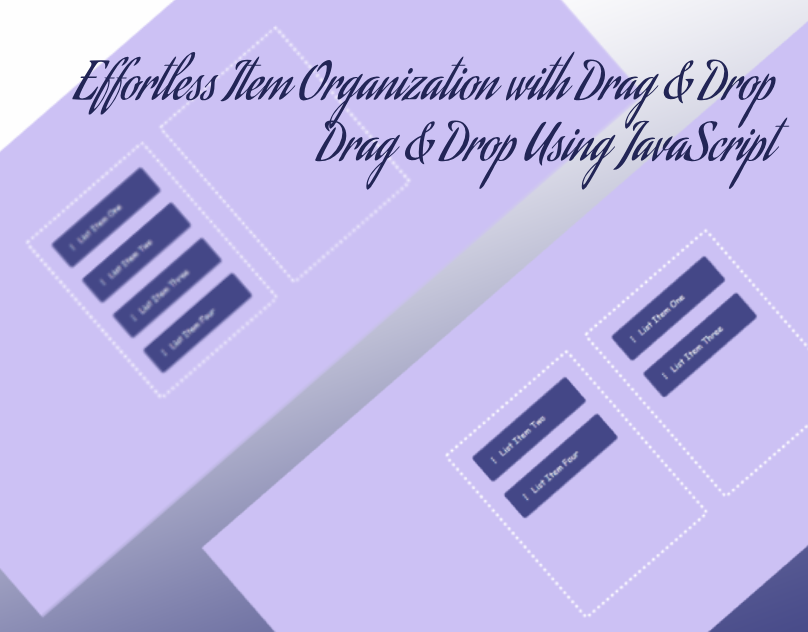 Effortless Item Organization with Drag & Drop
Drag & Drop Using JavaScript
⁝ List Item One
⁝ List Item Two
⁝ List Item Three
⁝ List Item Four
⁝ List Item One
⁝ List Item Three
⁝ List Item Two
⁝ List Item Four